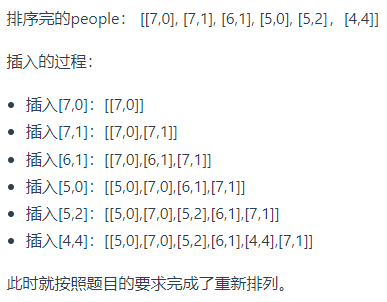 排序完的people： [[7,0], [7,1], [6,1], [5,0], [5,2]，[4,4]]
插入的过程：
• 插入[7,0]：[[7,0]]
• 插入[7,1]：[[7,0],[7,1]]
• 插入[6,1]：[[7,0],[6,1],[7,1]]
• 插入[5,0]：[[5,0],[7,0],[6,1],[7,1]]
• 插入[5,2]：[[5,0],[7,0],[5,2],[6,1],[7,1]]
• 插入[4,4]：[[5,0],[7,0],[5,2],[6,1],[4,4],[7,1]]
此时就按照题目的要求完成了重新排列。